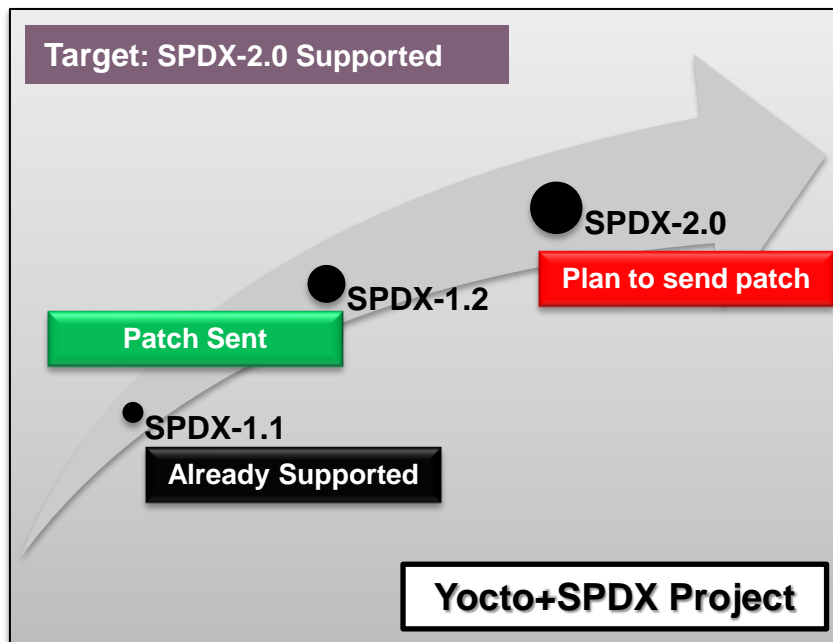 Target: SPDX-2.0 Supported
SPDX-2.0
Plan to send patch
SPDX-1.2
Patch Sent
SPDX-1.1
Already Supported
Yocto+SPDX Project